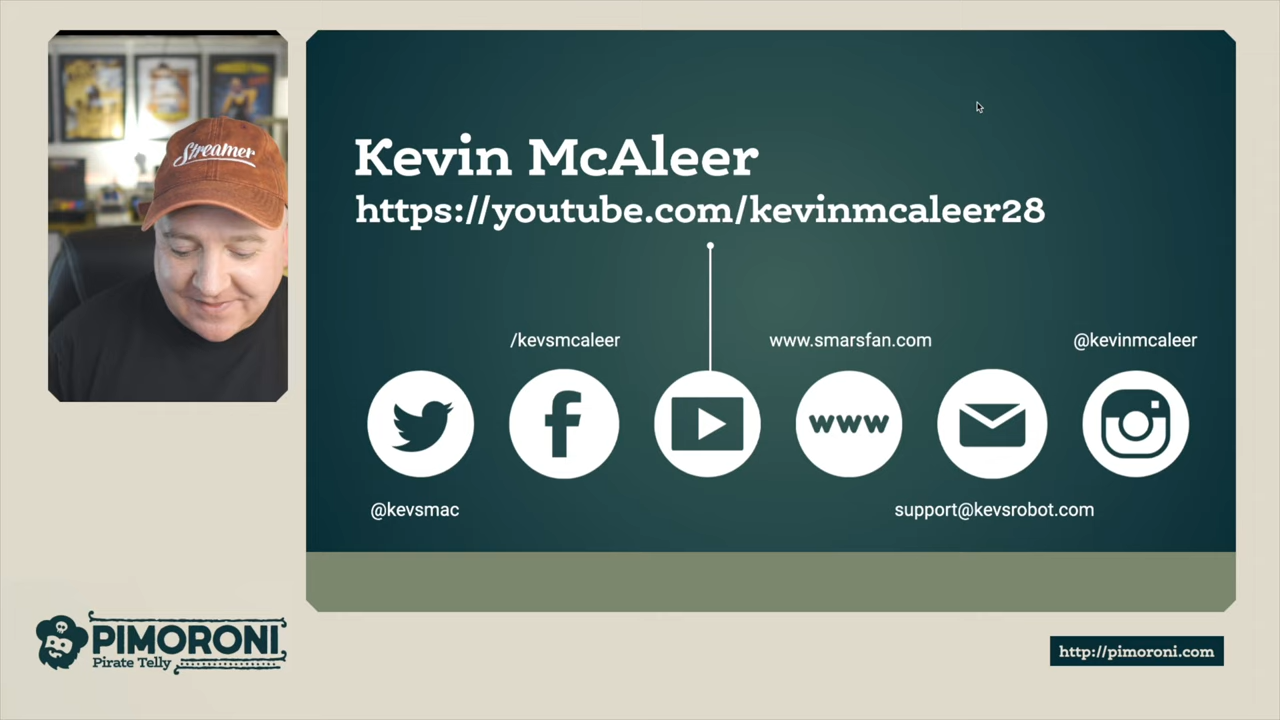 Streamer
Kevin McAleer
https://youtube.com/kevinmcaleer28
/kevsmcaleer
www.smarsfan.com
@kevinmcaleer
www
@kevsmac
support@kevsrobot.com
PIMORONI
Pirate Telly
http://pimoroni.com